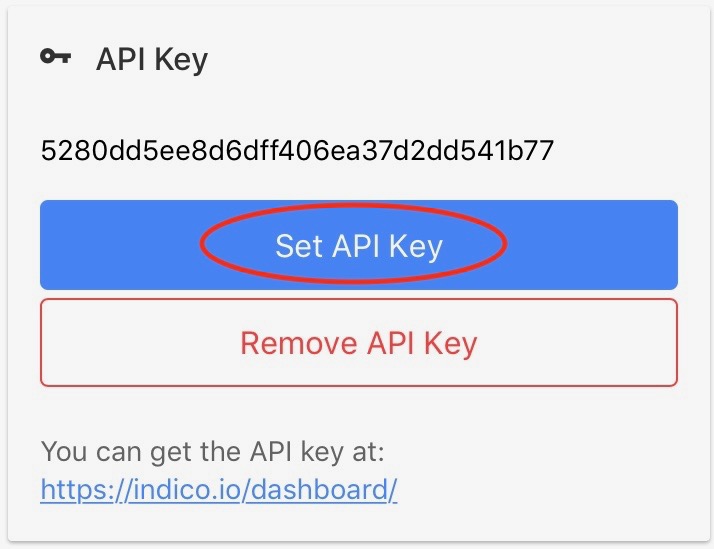 API Key
5280dd5ee8d6dff406ea37d2dd541b77
Set API Key
Remove API Key
You can get the API key at:
https://indico.io/dashboard/